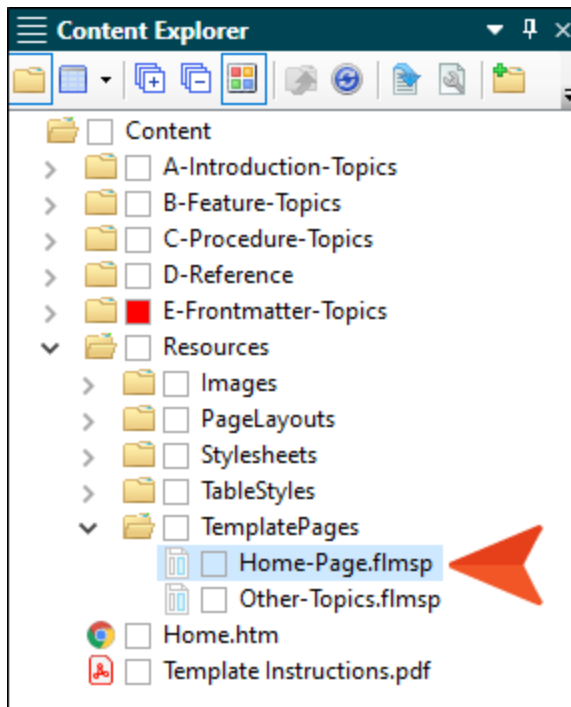 Content Explorer
Content
A-Introduction-Topics
B-Feature-Topics
C-Procedure-Topics
D-Reference
E-Frontmatter-Topics
Resources
Images
PageLayouts
Stylesheets
TableStyles
TemplatePages
Home-Page.flmsp
Other-Topics.flmsp
Home.htm
Template Instructions.pdf